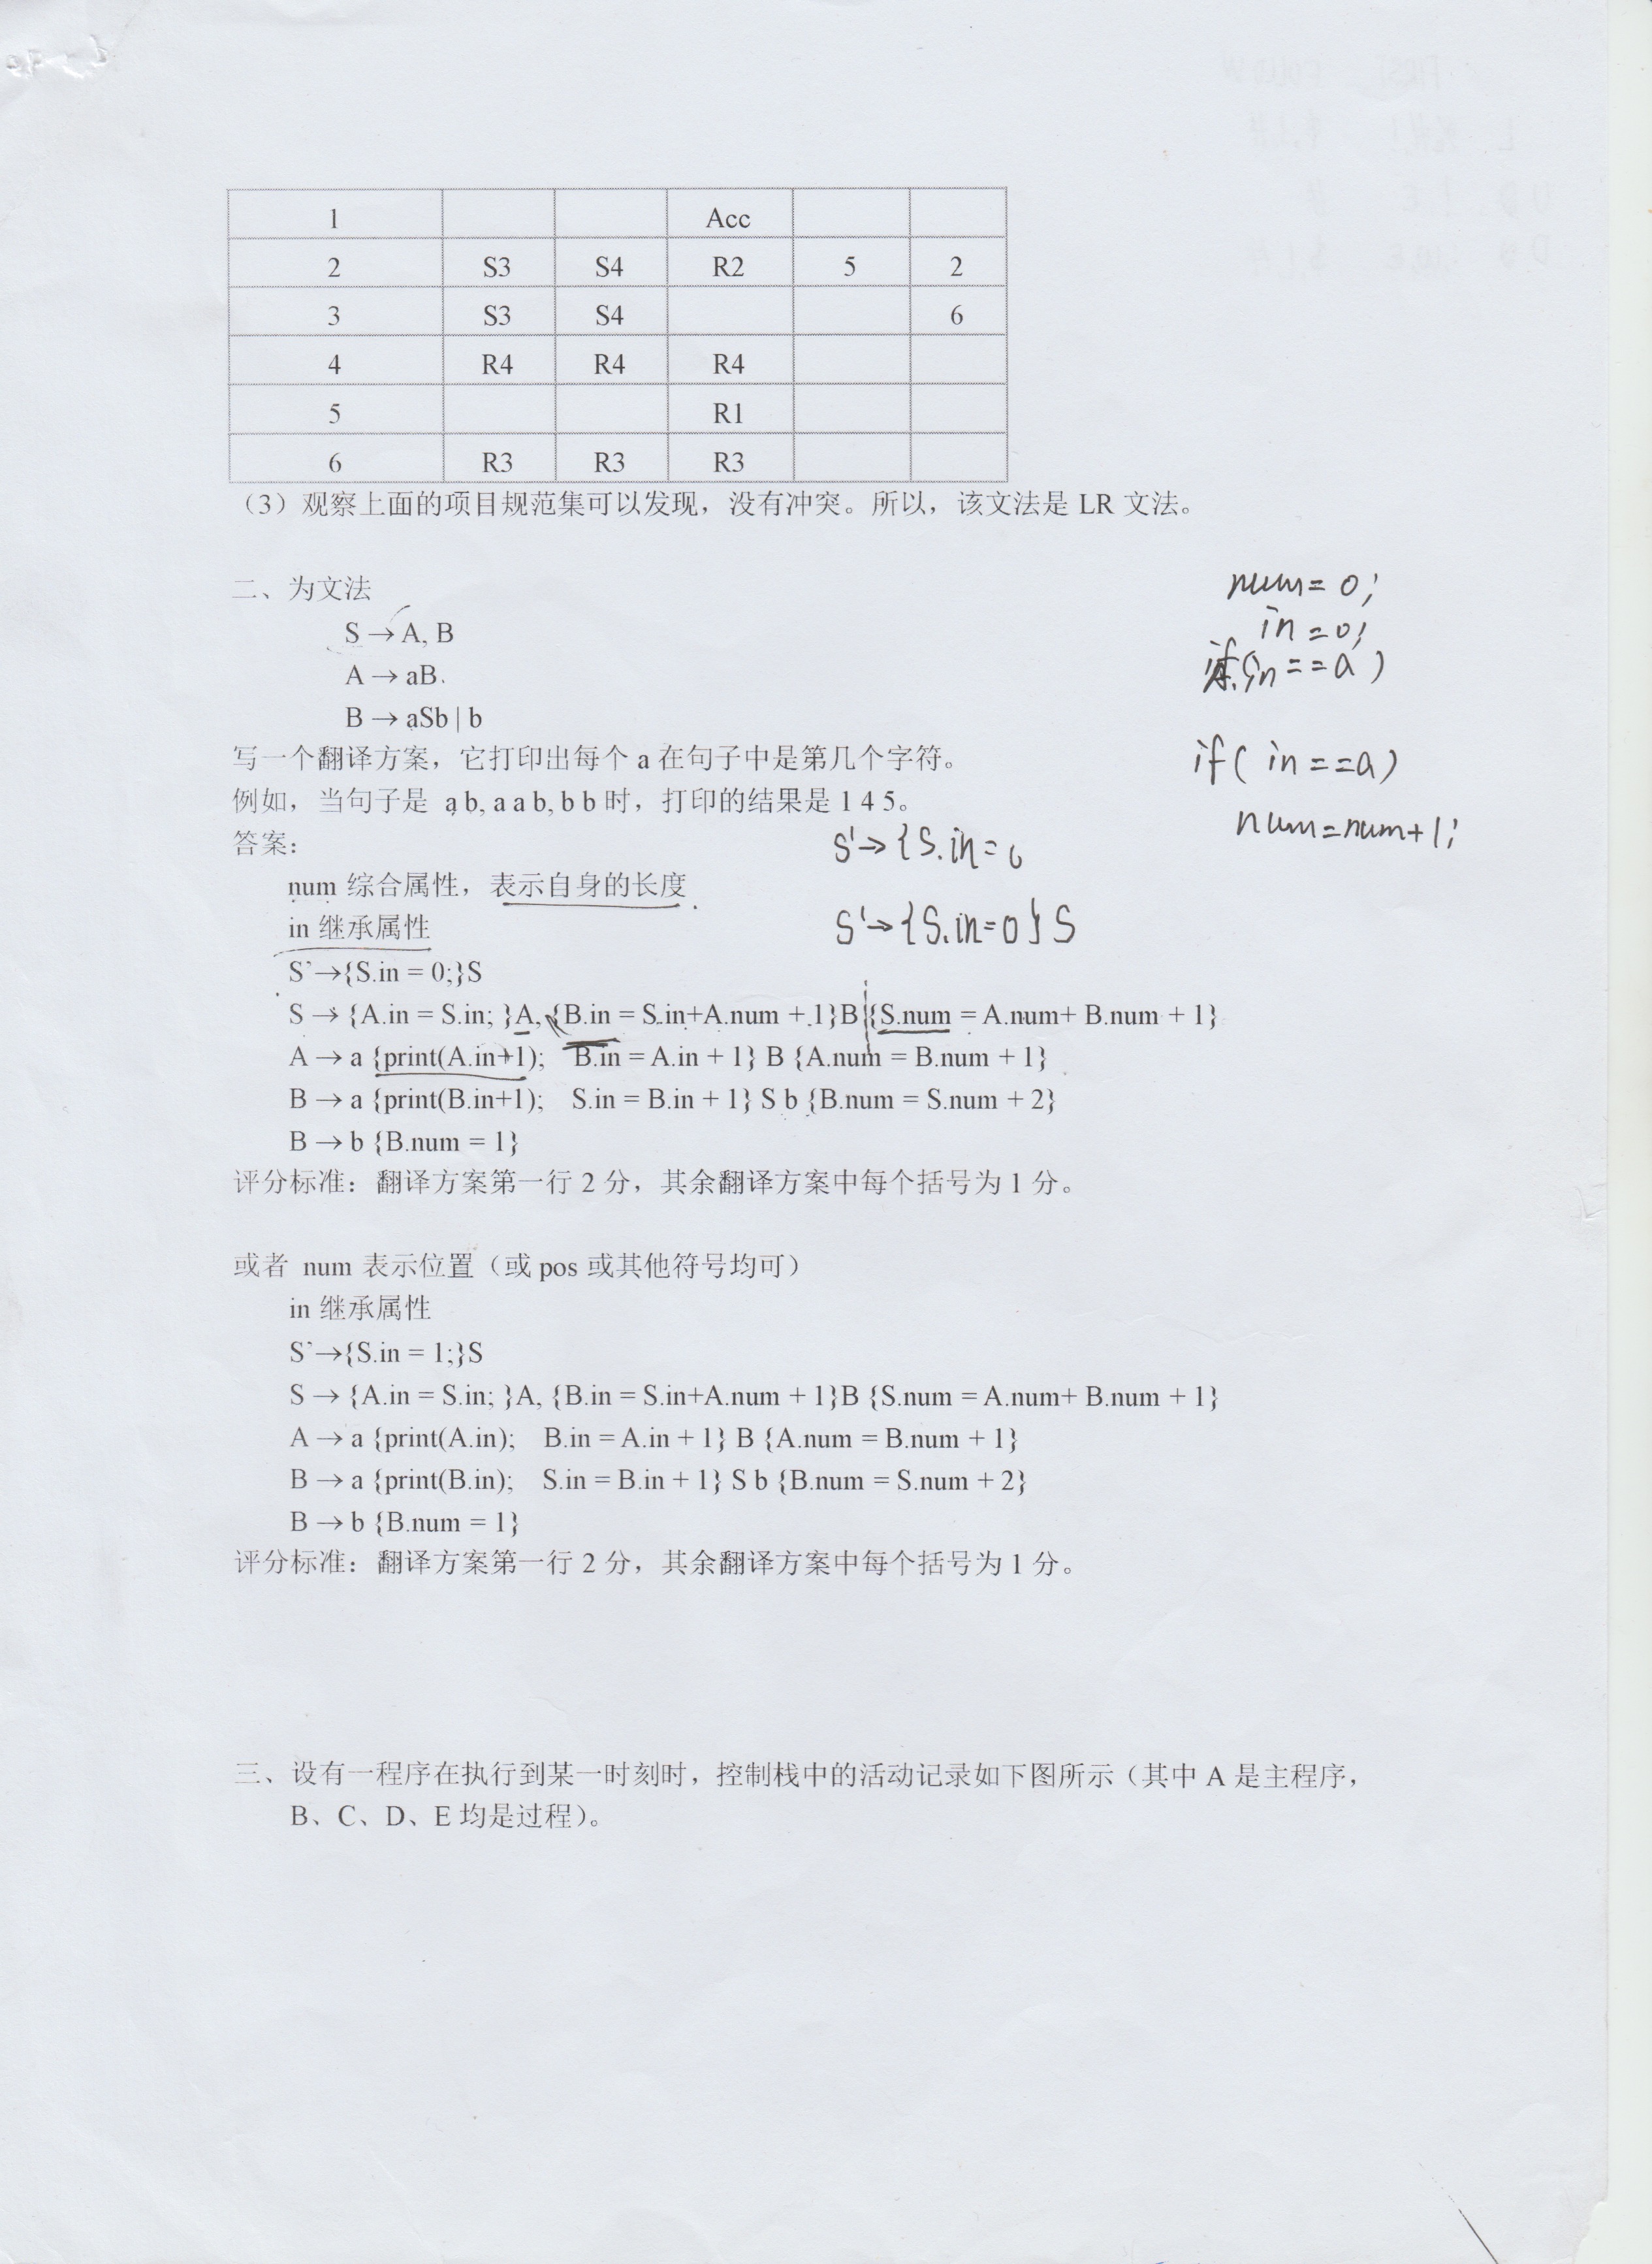 1 Acc
2 S3 S4 R2 5 2
3 S3 S4 6
4 R4 R4 R4
5 R1
6 R3 R3 R3
（3）观察上面的项目规范集可以发现，没有冲突。所以，该文法是 LR 文法。
二、为文法
S → A, B
A → aB
B → aSb | b
num = 0;
in = 0;
if(in == a)
写一个翻译方案，它打印出每个 a 在句子中是第几个字符。
if( in == a)
例如，当句子是 a b, a a b, b b 时，打印的结果是 1 4 5。
num = num+1;
答案：
S'→{S.in = 0
num 综合属性，表示自身的长度
in 继承属性
S'→{S.in=0}S
S'→{S.in = 0;}S
S → {A.in = S.in; }A, {B.in = S.in+A.num + 1}B {S.num = A.num+ B.num + 1}
A → a {print(A.in+1); B.in = A.in + 1} B {A.num = B.num + 1}
B → a {print(B.in+1); S.in = B.in + 1} S b {B.num = S.num + 2}
B → b {B.num = 1}
评分标准：翻译方案第一行 2 分，其余翻译方案中每个括号为 1 分。
或者 num 表示位置（或 pos 或其他符号均可）
in 继承属性
S'→{S.in = 1;}S
S → {A.in = S.in; }A, {B.in = S.in+A.num + 1}B {S.num = A.num+ B.num + 1}
A → a {print(A.in); B.in = A.in + 1} B {A.num = B.num + 1}
B → a {print(B.in); S.in = B.in + 1} S b {B.num = S.num + 2}
B → b {B.num = 1}
评分标准：翻译方案第一行 2 分，其余翻译方案中每个括号为 1 分。
三、设有一程序在执行到某一时刻时，控制栈中的活动记录如下图所示（其中 A 是主程序，
B、C、D、E 均是过程）。